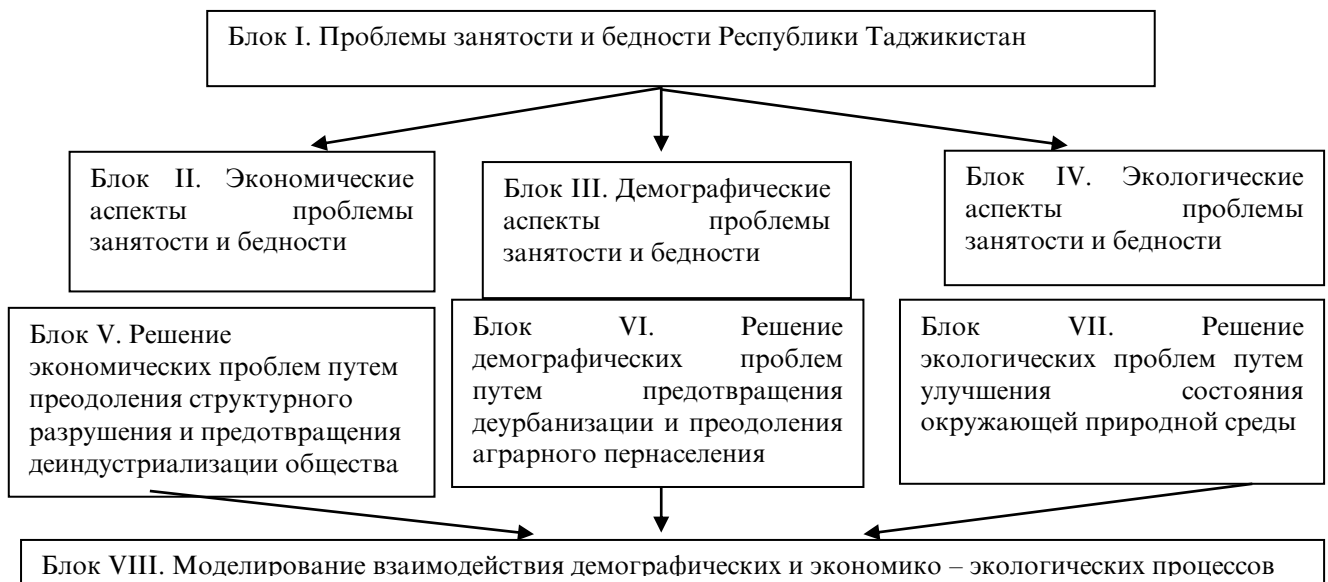 Блок I. Проблемы занятости и бедности Республики Таджикистан
Блок II. Экономические
аспекты проблемы
занятости и бедности
Блок III. Демографические
аспекты проблемы
занятости и бедности
Блок IV. Экологические
аспекты проблемы
занятости и бедности
Блок V. Решение
экономических проблем путем
преодоления структурного
разрушения и предотвращения
деиндустриализации общества
Блок VI. Решение
демографических проблем
путем предотвращения
деурбанизации и преодоления
аграрного пернаселения
Блок VII. Решение
экологических проблем путем
улучшения состояния
окружающей природной среды
Блок VIII. Моделирование взаимодействия демографических и экономико – экологических процессов